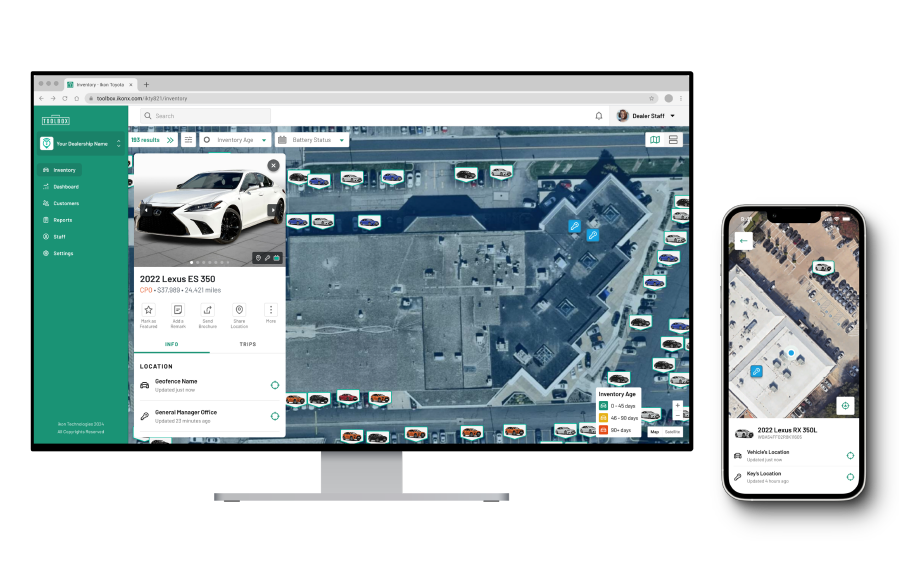 Inventory - Ikon Toyota
toolbox.ikonx.com/ikty821/inventory
TOOLBOX
Search
Dealer Staff
Your Dealership Name
193 results
Inventory Age
Battery Status
Inventory
Dashboard
Customers
Reports
Staff
Settings
2022 Lexus ES 350
CPO • $37,989 • 24,421 miles
Mark as Featured
Add a Remark
Send Brochure
Share Location
More
INFO
TRIPS
LOCATION
Geofence Name
Updated just now
General Manager Office
Updated 23 minutes ago
Ikon Technologies 2024
All Copyrights Reserved
Inventory Age
0 - 45 days
46 - 90 days
90+ days
Map
Satellite
2022 Lexus RX 350L
Vehicle's Location
Updated just now
Key's Location
Updated 4 hours ago